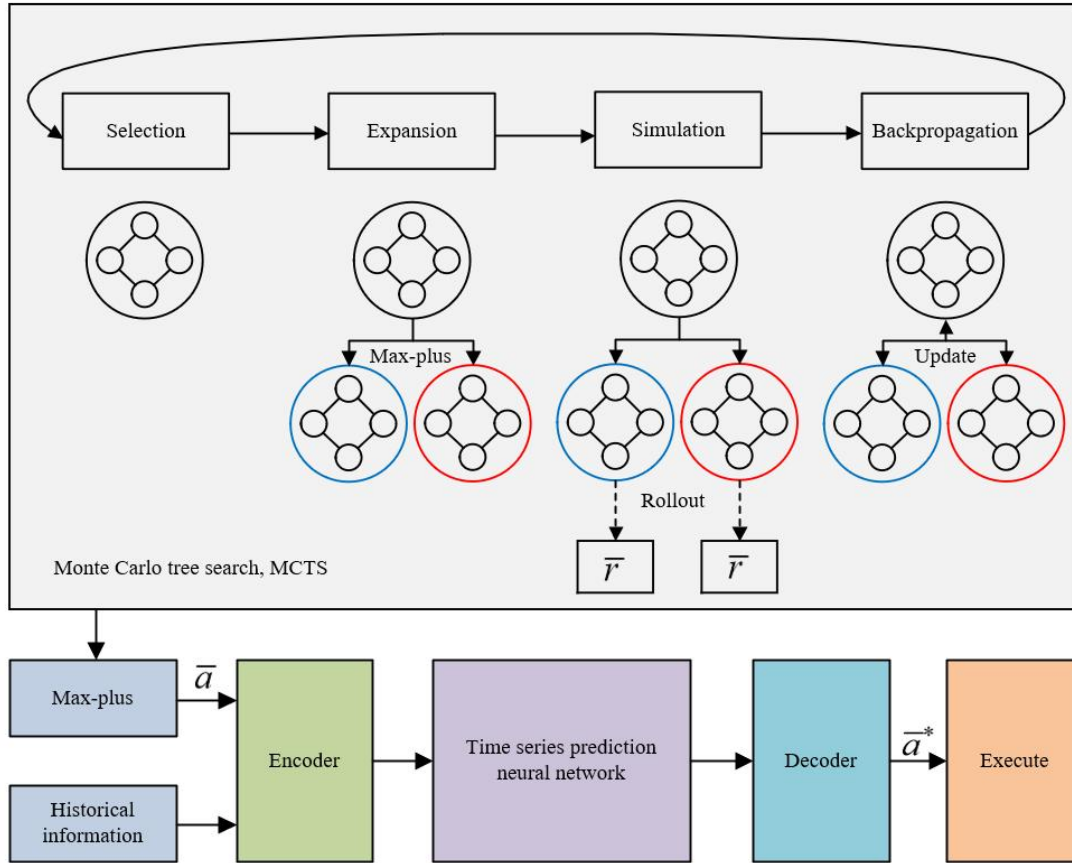 Selection
Expansion
Simulation
Backpropagation
Max-plus
Update
Rollout
r̅
r̅
Monte Carlo tree search, MCTS
Max-plus
a̅
Historical
information
Encoder
Time series prediction
neural network
Decoder
a̅*
Execute